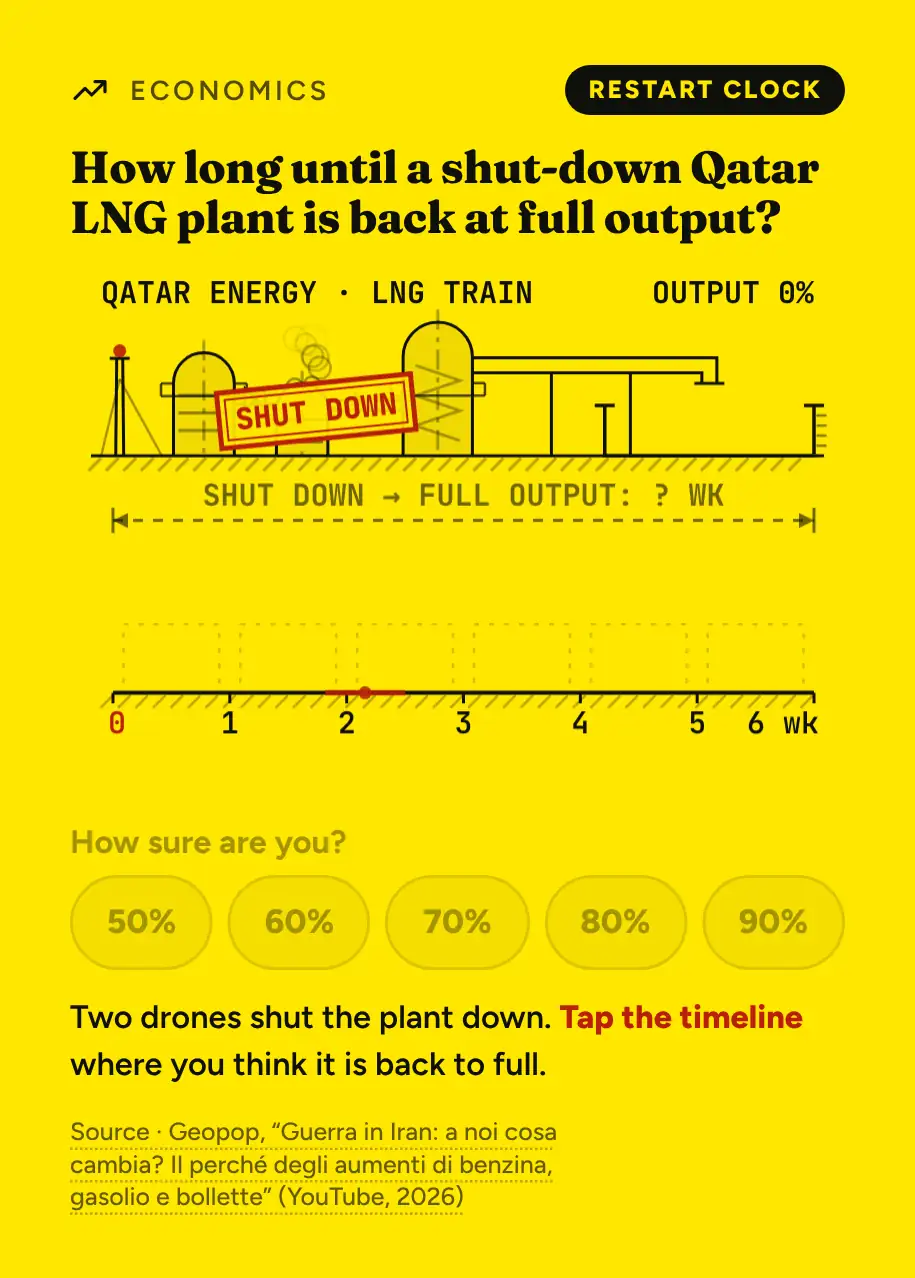 ECONOMICS
RESTART CLOCK
How long until a shut-down Qatar
LNG plant is back at full output?
QATAR ENERGY · LNG TRAIN
OUTPUT 0%
SHUT DOWN
SHUT DOWN → FULL OUTPUT: ? WK
0 1 2 3 4 5 6 wk
How sure are you?
50% 60% 70% 80% 90%
Two drones shut the plant down. Tap the timeline
where you think it is back to full.
Source · Geopop, “Guerra in Iran: a noi cosa
cambia? Il perché degli aumenti di benzina,
gasolio e bollette” (YouTube, 2026)